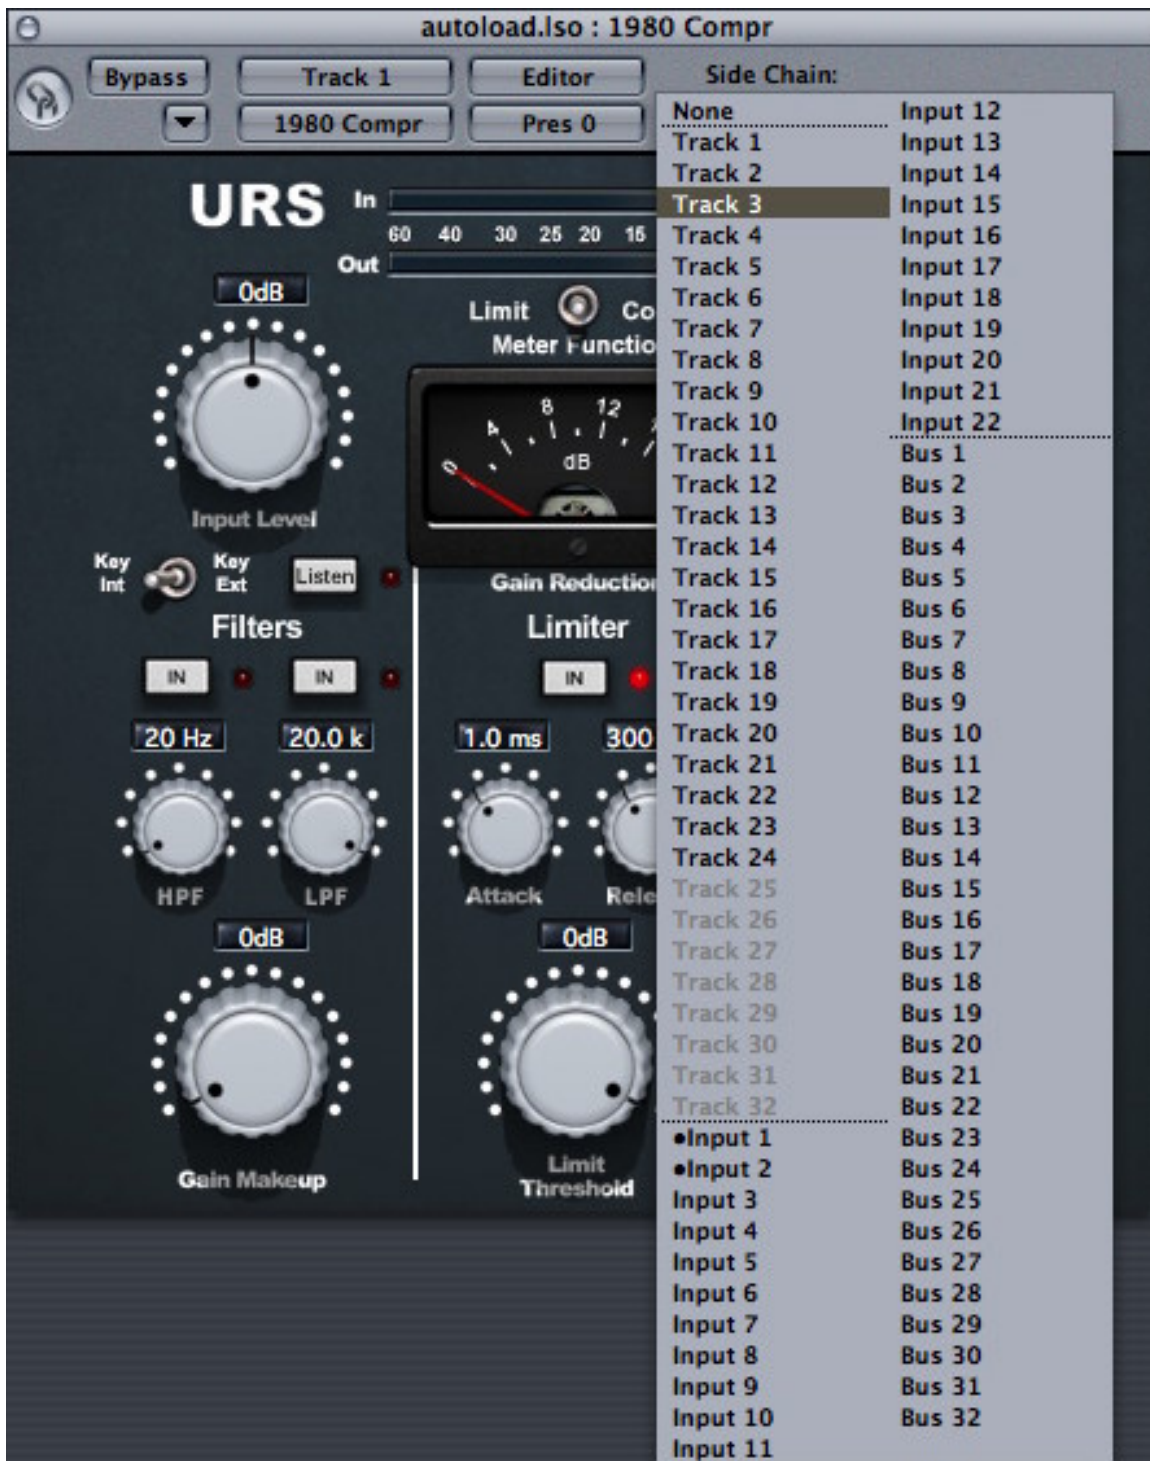 autoload.lso : 1980 Compr
Bypass Track 1 Editor Side Chain:
1980 Compr Pres 0
URS
In
60 40 30 25 20 15
Out
0dB
Limit Co
Meter Functio
0 4 8 12
dB
Input Level
Key Int
Key Ext
Listen
Gain Reduction
Filters
Limiter
IN IN IN
20 Hz 20.0 k 1.0 ms 300
HPF LPF Attack Rele
0dB 0dB
Gain Makeup
Limit
Threshold
None
Track 1
Track 2
Track 3
Track 4
Track 5
Track 6
Track 7
Track 8
Track 9
Track 10
Track 11
Track 12
Track 13
Track 14
Track 15
Track 16
Track 17
Track 18
Track 19
Track 20
Track 21
Track 22
Track 23
Track 24
Track 25
Track 26
Track 27
Track 28
Track 29
Track 30
Track 31
Track 32
•Input 1
•Input 2
Input 3
Input 4
Input 5
Input 6
Input 7
Input 8
Input 9
Input 10
Input 11
Input 12
Input 13
Input 14
Input 15
Input 16
Input 17
Input 18
Input 19
Input 20
Input 21
Input 22
Bus 1
Bus 2
Bus 3
Bus 4
Bus 5
Bus 6
Bus 7
Bus 8
Bus 9
Bus 10
Bus 11
Bus 12
Bus 13
Bus 14
Bus 15
Bus 16
Bus 17
Bus 18
Bus 19
Bus 20
Bus 21
Bus 22
Bus 23
Bus 24
Bus 25
Bus 26
Bus 27
Bus 28
Bus 29
Bus 30
Bus 31
Bus 32